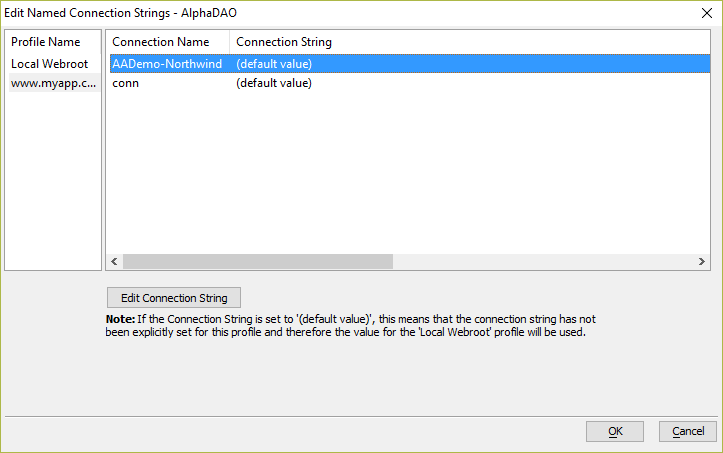 Edit Named Connection Strings - AlphaDAO
Profile Name
Local Webroot
www.myapp.c...
Connection Name Connection String
AADemo-Northwind (default value)
conn (default value)
Edit Connection String
Note: If the Connection String is set to '(default value)', this means that the connection string has not
been explicitly set for this profile and therefore the value for the 'Local Webroot' profile will be used.
OK Cancel